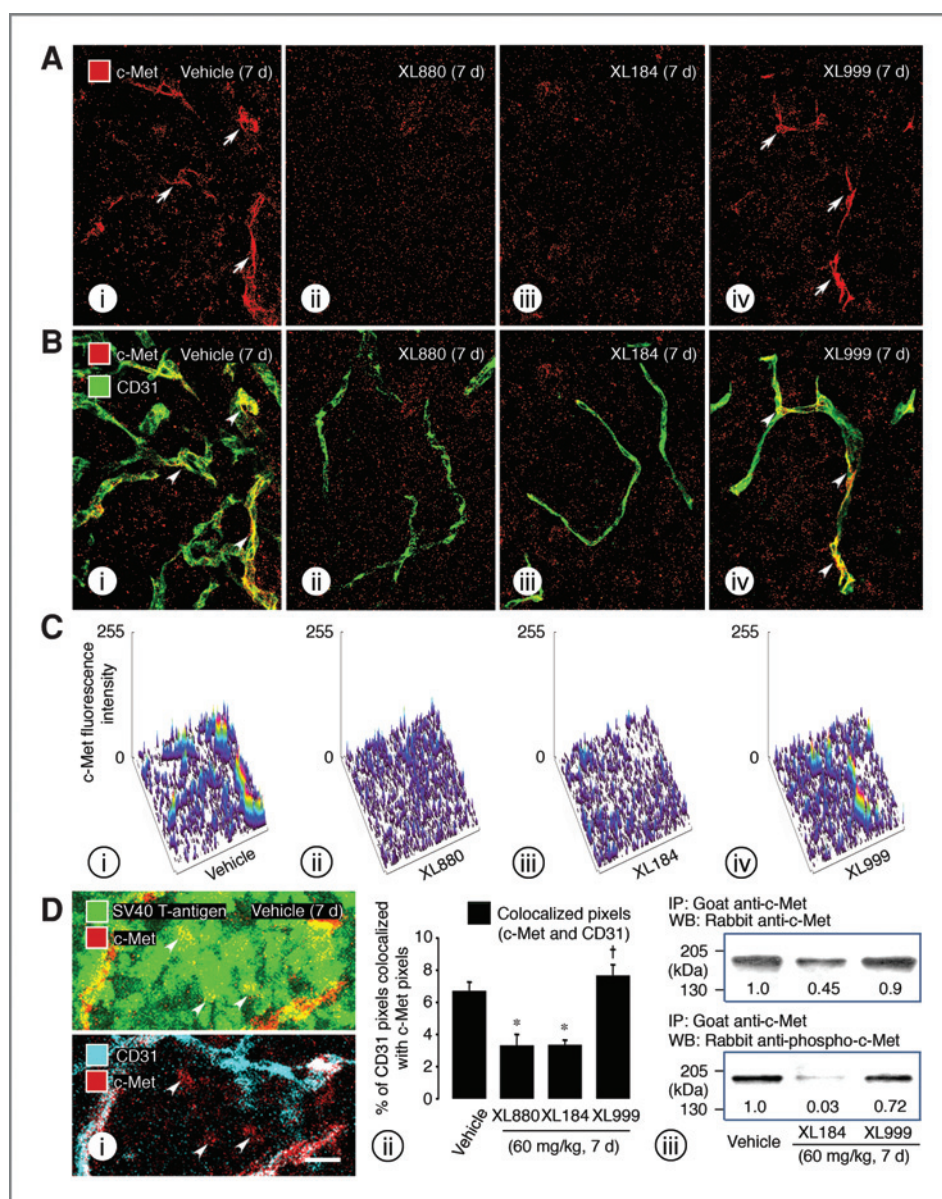 A
c-Met Vehicle (7 d)
XL880 (7 d)
XL184 (7 d)
XL999 (7 d)
i
ii
iii
iv
B
c-Met Vehicle (7 d)
CD31
XL880 (7 d)
XL184 (7 d)
XL999 (7 d)
i
ii
iii
iv
C
c-Met fluorescence
intensity
255
0
255
0
255
0
255
0
i
Vehicle
ii
XL880
iii
XL184
iv
XL999
D
SV40 T-antigen Vehicle (7 d)
c-Met
CD31
c-Met
i
% of CD31 pixels colocalized
with c-Met pixels
Colocalized pixels
(c-Met and CD31)
10
8
6
4
2
0
*
*
†
Vehicle
XL880 XL184 XL999
(60 mg/kg, 7 d)
ii
IP: Goat anti-c-Met
WB: Rabbit anti-c-Met
205
(kDa)
130
1.0 0.45 0.9
IP: Goat anti-c-Met
WB: Rabbit anti-phospho-c-Met
205
(kDa)
130
1.0 0.03 0.72
Vehicle XL184 XL999
(60 mg/kg, 7 d)
iii